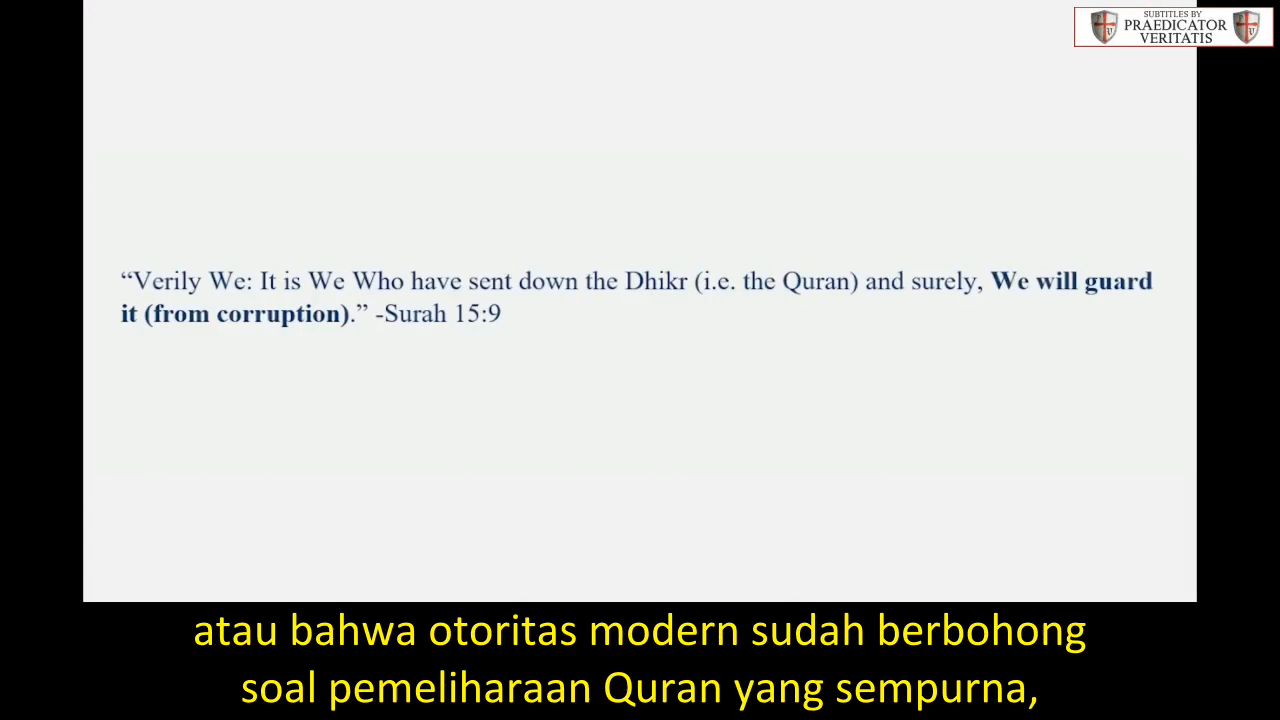 SUBTITLES BY
PRAEDICATOR
VERITATIS
“Verily We: It is We Who have sent down the Dhikr (i.e. the Quran) and surely, We will guard
it (from corruption).” -Surah 15:9
atau bahwa otoritas modern sudah berbohong
soal pemeliharaan Quran yang sempurna,